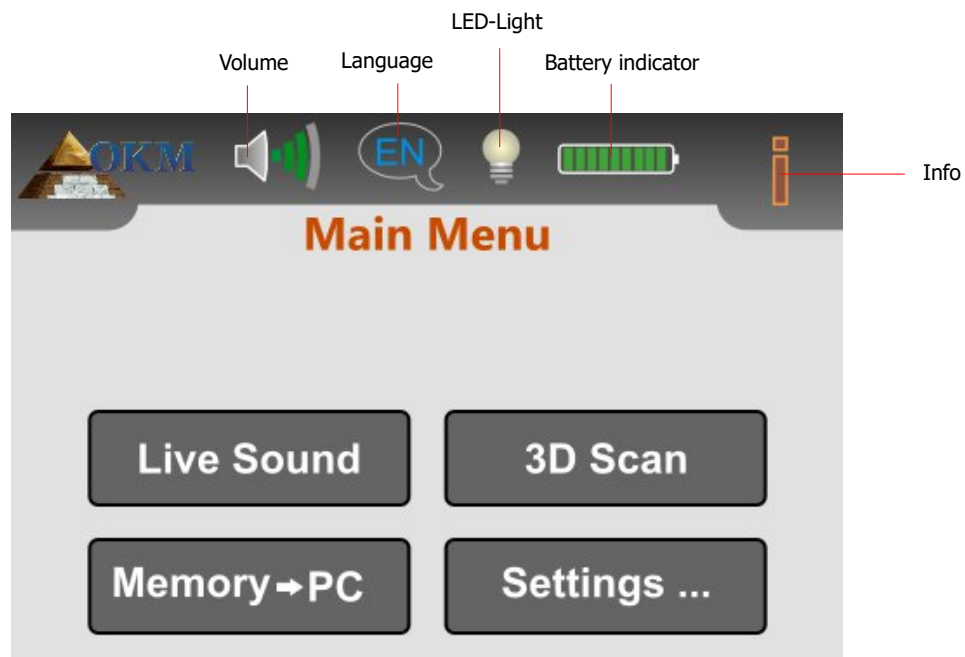 LED-Light
Volume Language Battery indicator
OKM EN
Info
Main Menu
Live Sound 3D Scan
Memory➡PC Settings ...